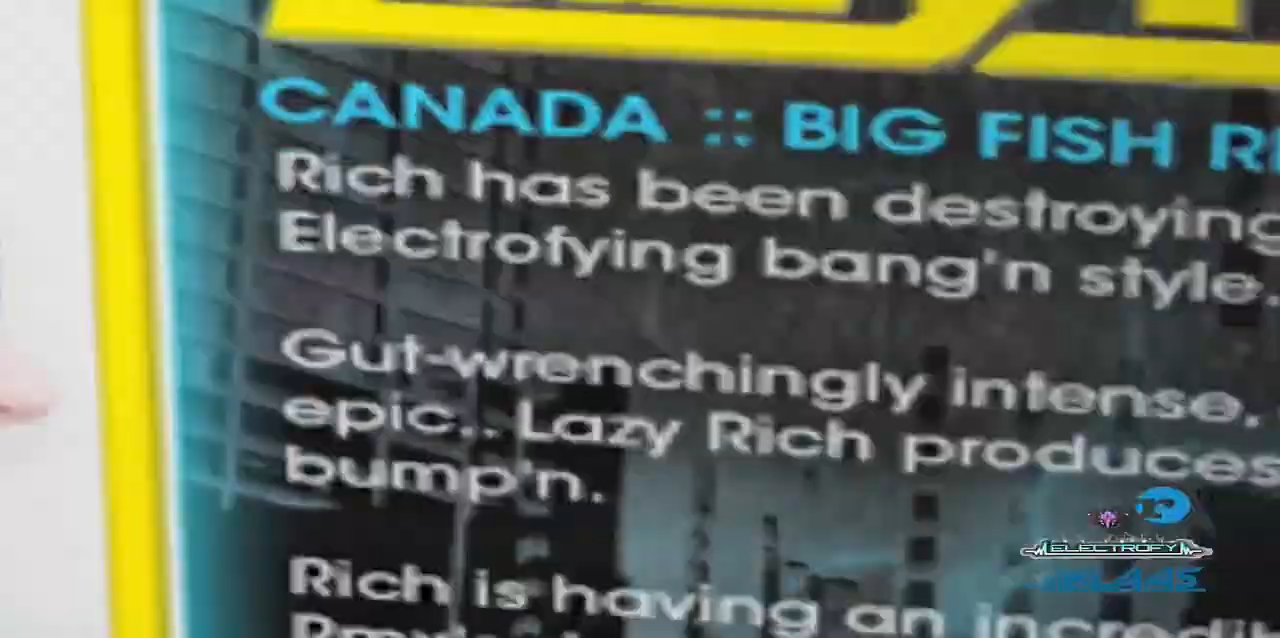 CANADA :: BIG FISH
Rich has been destroying
Electrofying bang'n style.
Gut-wrenchingly intense,
epic.. Lazy Rich produces
bump'n.
Rich is having an
ELECTROFY